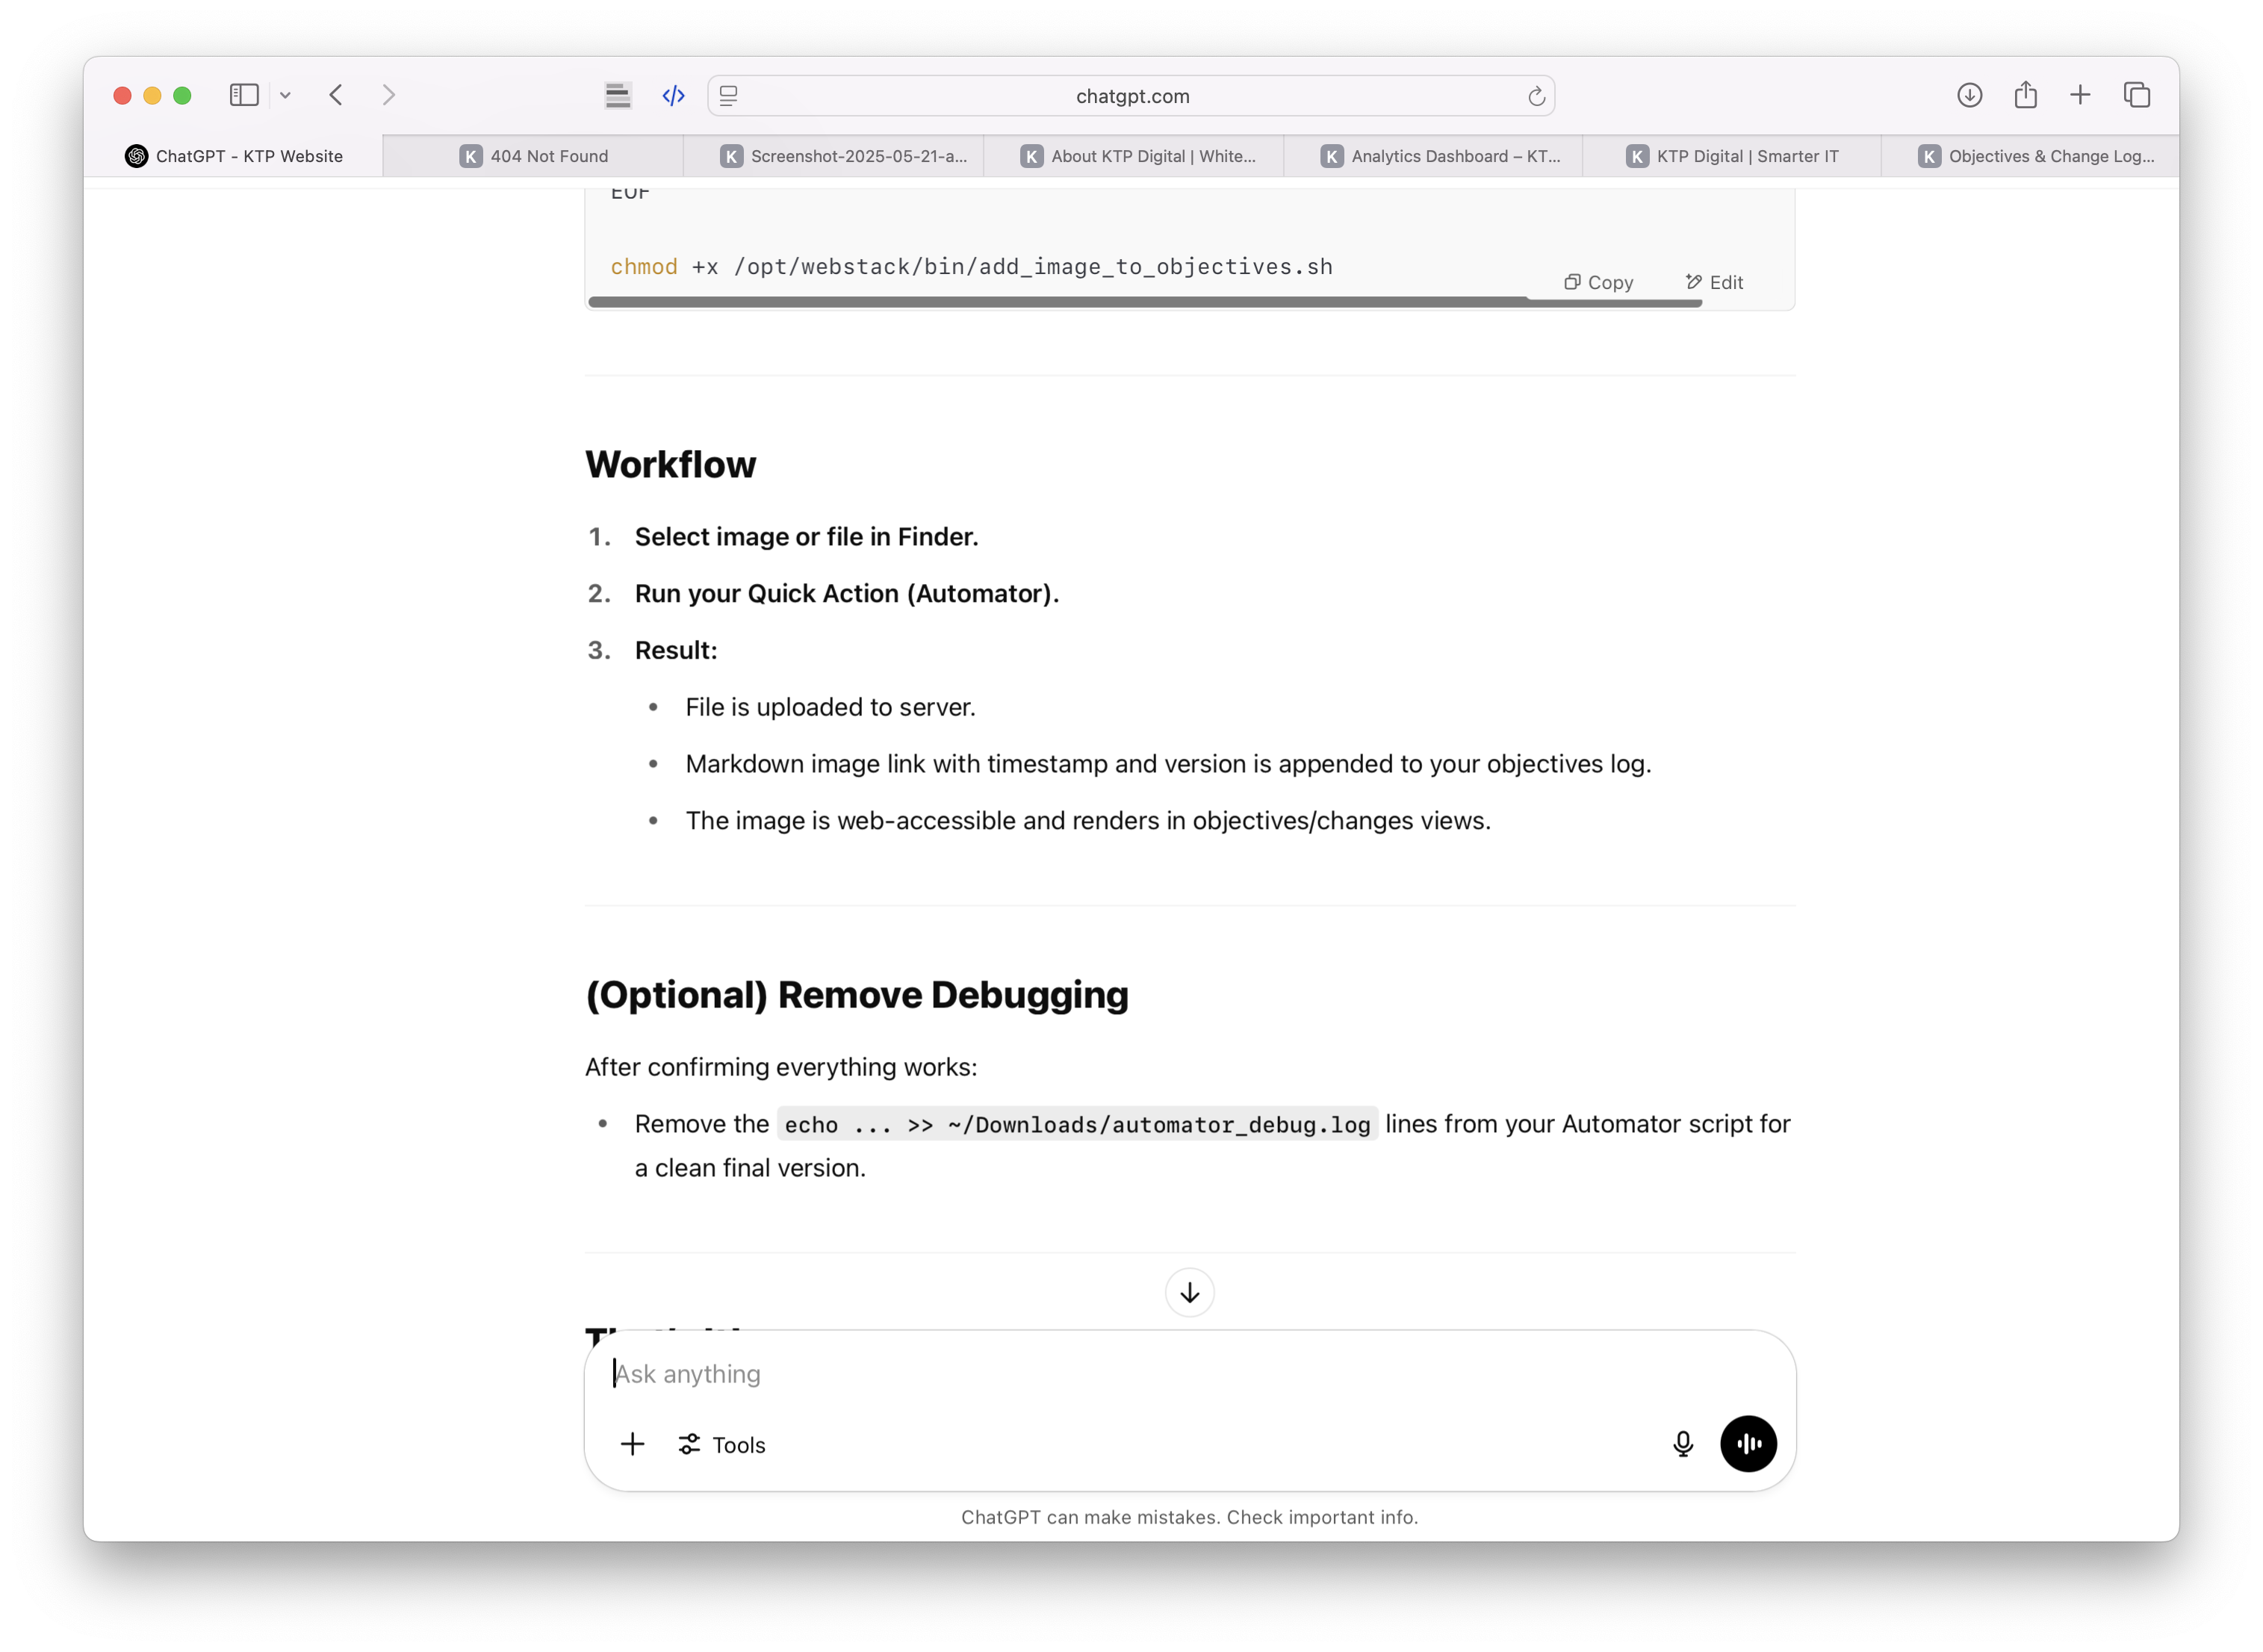 chatgpt.com
ChatGPT - KTP Website
K 404 Not Found
K Screenshot-2025-05-21-a...
K About KTP Digital | White...
K Analytics Dashboard – KT...
K KTP Digital | Smarter IT
K Objectives & Change Log...
EOF
chmod +x /opt/webstack/bin/add_image_to_objectives.sh
Copy Edit
Workflow
1. Select image or file in Finder.
2. Run your Quick Action (Automator).
3. Result:
• File is uploaded to server.
• Markdown image link with timestamp and version is appended to your objectives log.
• The image is web-accessible and renders in objectives/changes views.
(Optional) Remove Debugging
After confirming everything works:
• Remove the echo ... >> ~/Downloads/automator_debug.log lines from your Automator script for
a clean final version.
Ask anything
Tools
ChatGPT can make mistakes. Check important info.